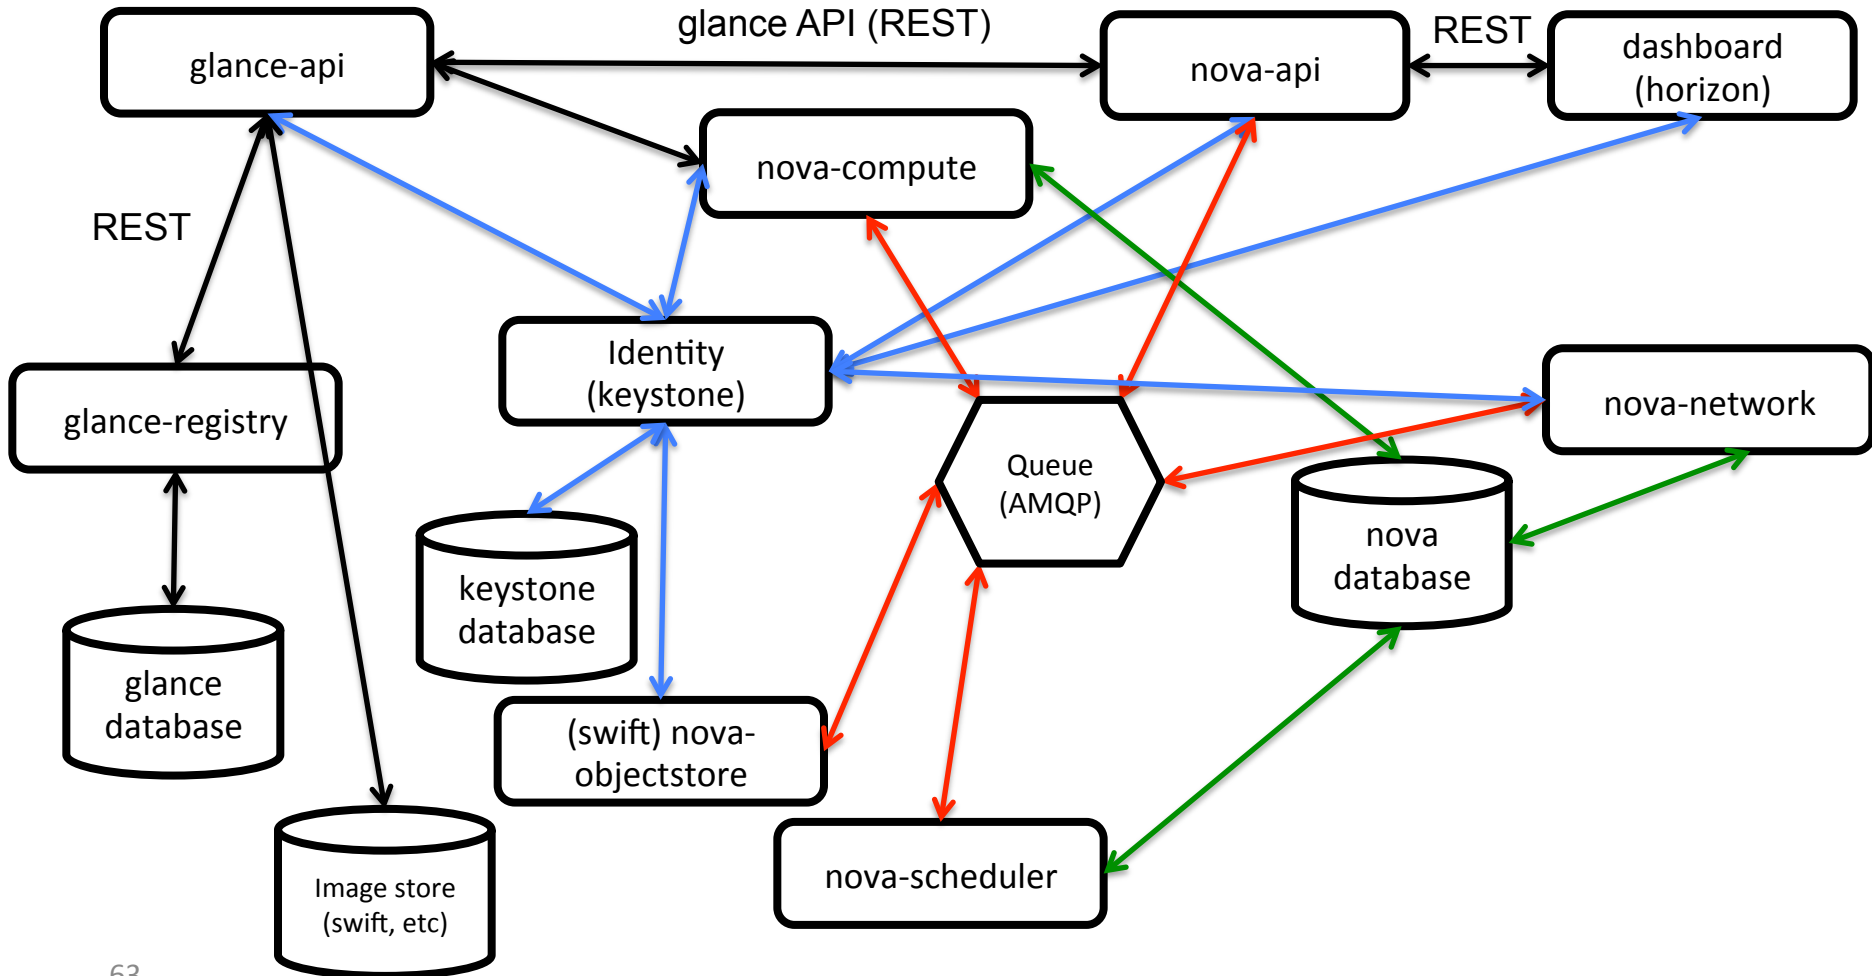 glance API (REST)
REST
glance-api
nova-api
dashboard
(horizon)
nova-compute
REST
Identity
(keystone)
glance-registry
nova-network
Queue
(AMQP)
nova
database
keystone
database
glance
database
(swift) nova-
objectstore
nova-scheduler
Image store
(swift, etc)
63